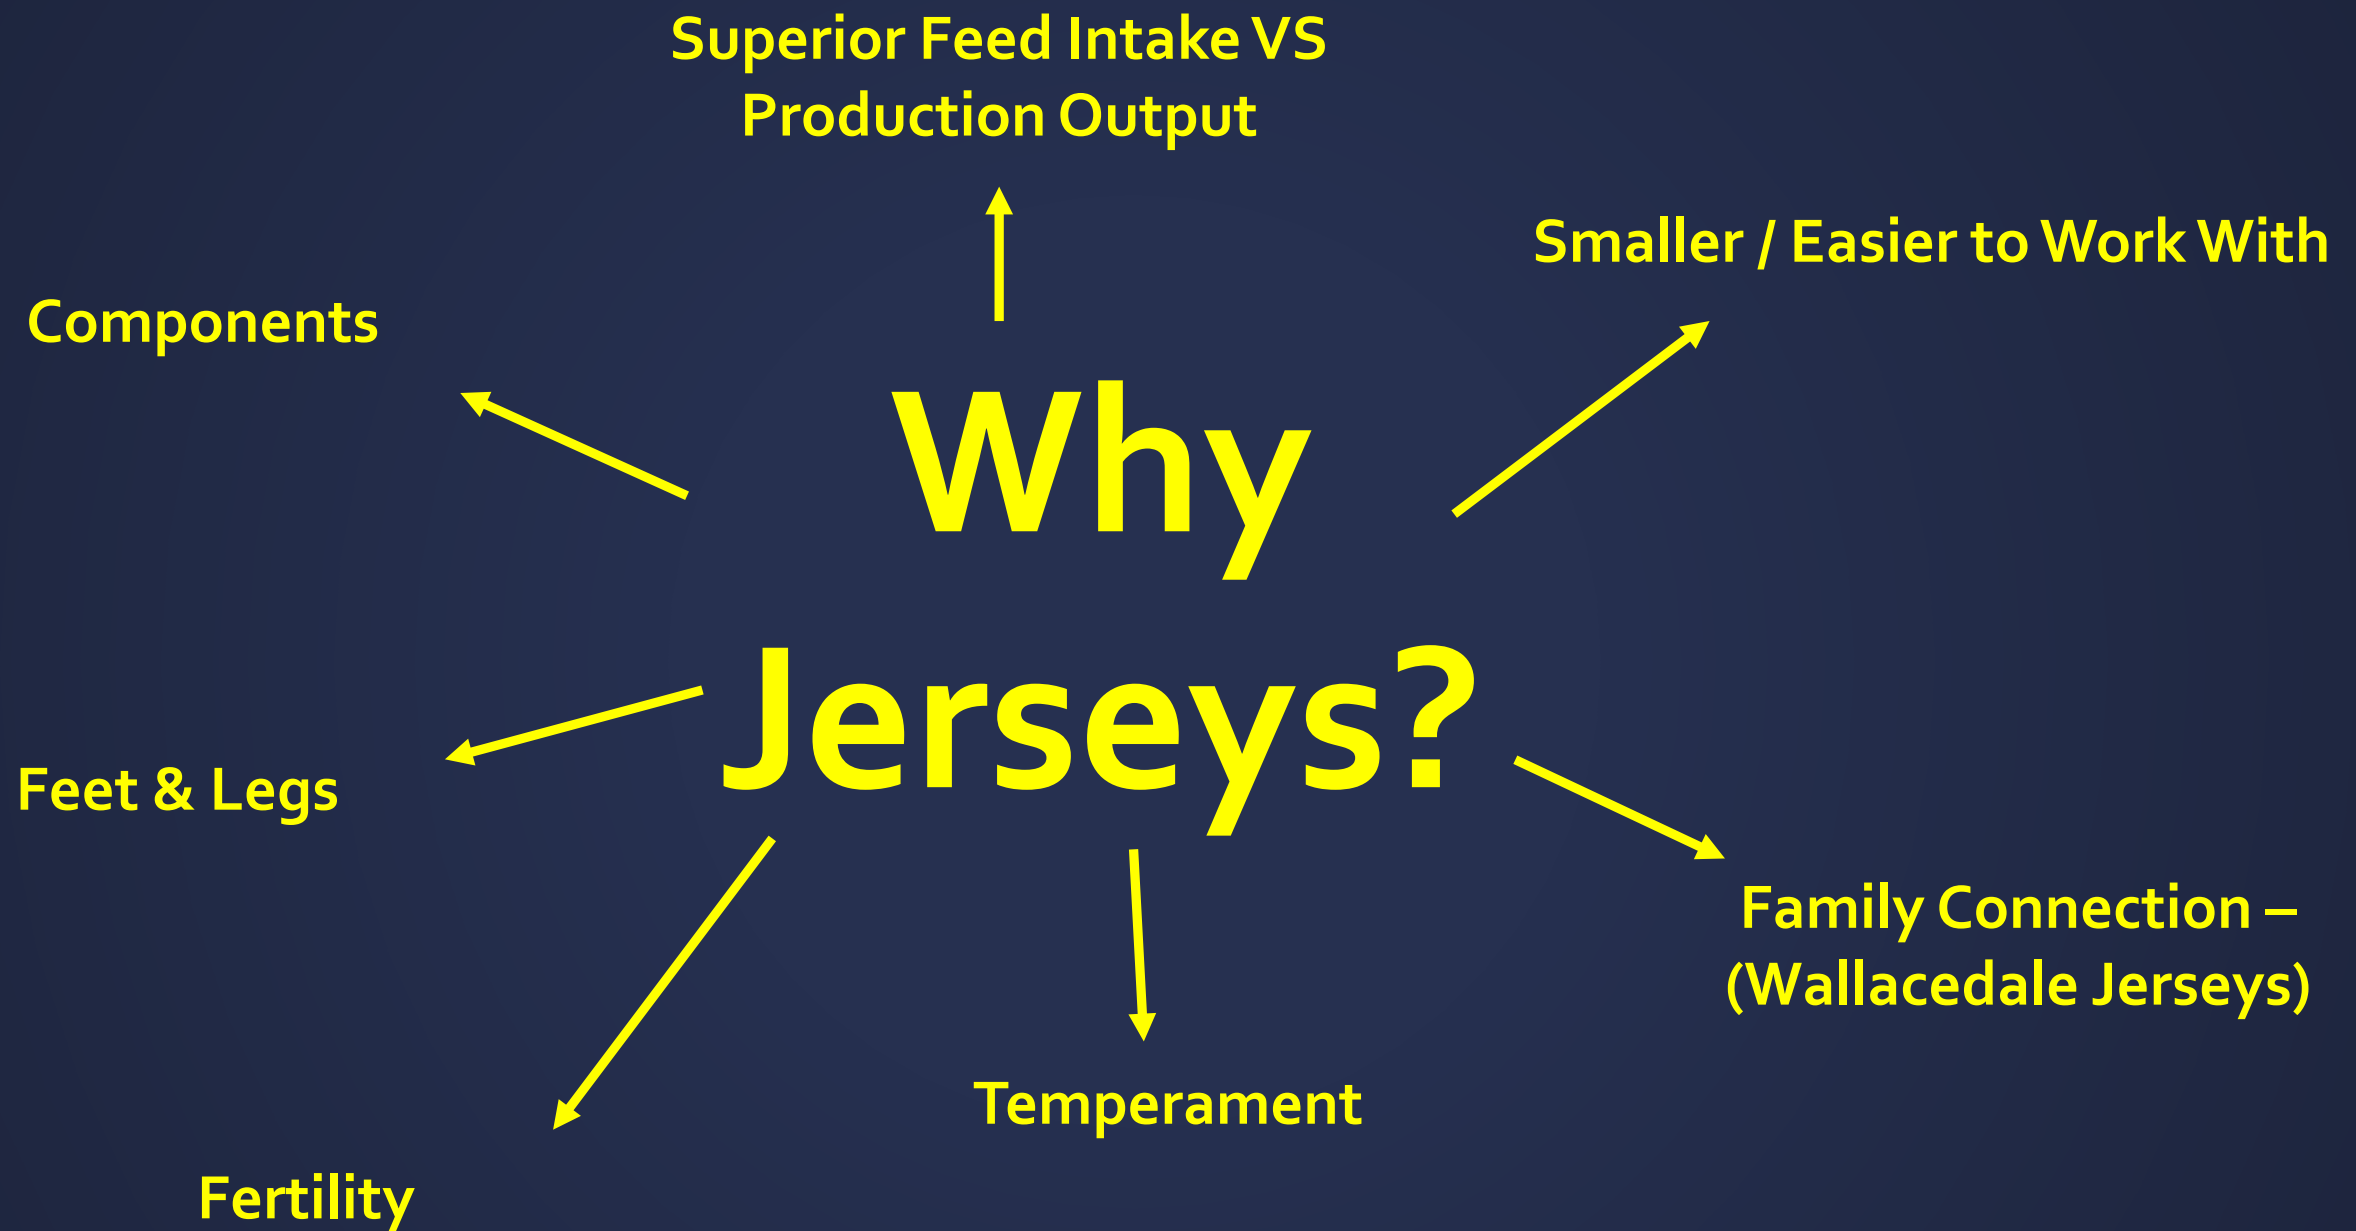 Superior Feed Intake VS
Production Output
Smaller / Easier to Work With
Components
Why
Jerseys?
Feet & Legs
Family Connection –
(Wallacedale Jerseys)
Temperament
Fertility